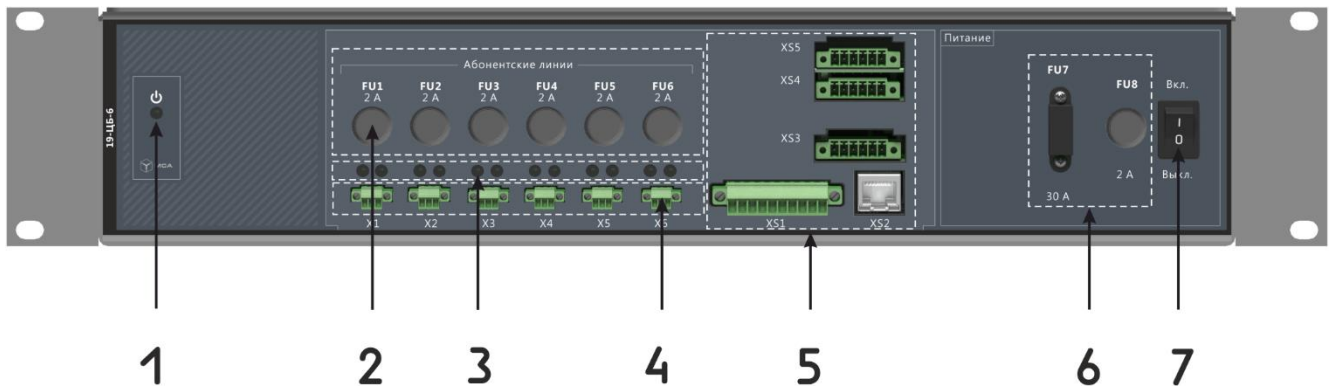 19-ЦБ-6
Абонентские линии
FU1 FU2 FU3 FU4 FU5 FU6
2 А 2 А 2 А 2 А 2 А 2 А
X1 X2 X3 X4 X5 X6
XS5
XS4
XS3
XS1 XS2
Питание
FU7 FU8 Вкл.
I
0
30 А 2 А Выкл.
1 2 3 4 5 6 7